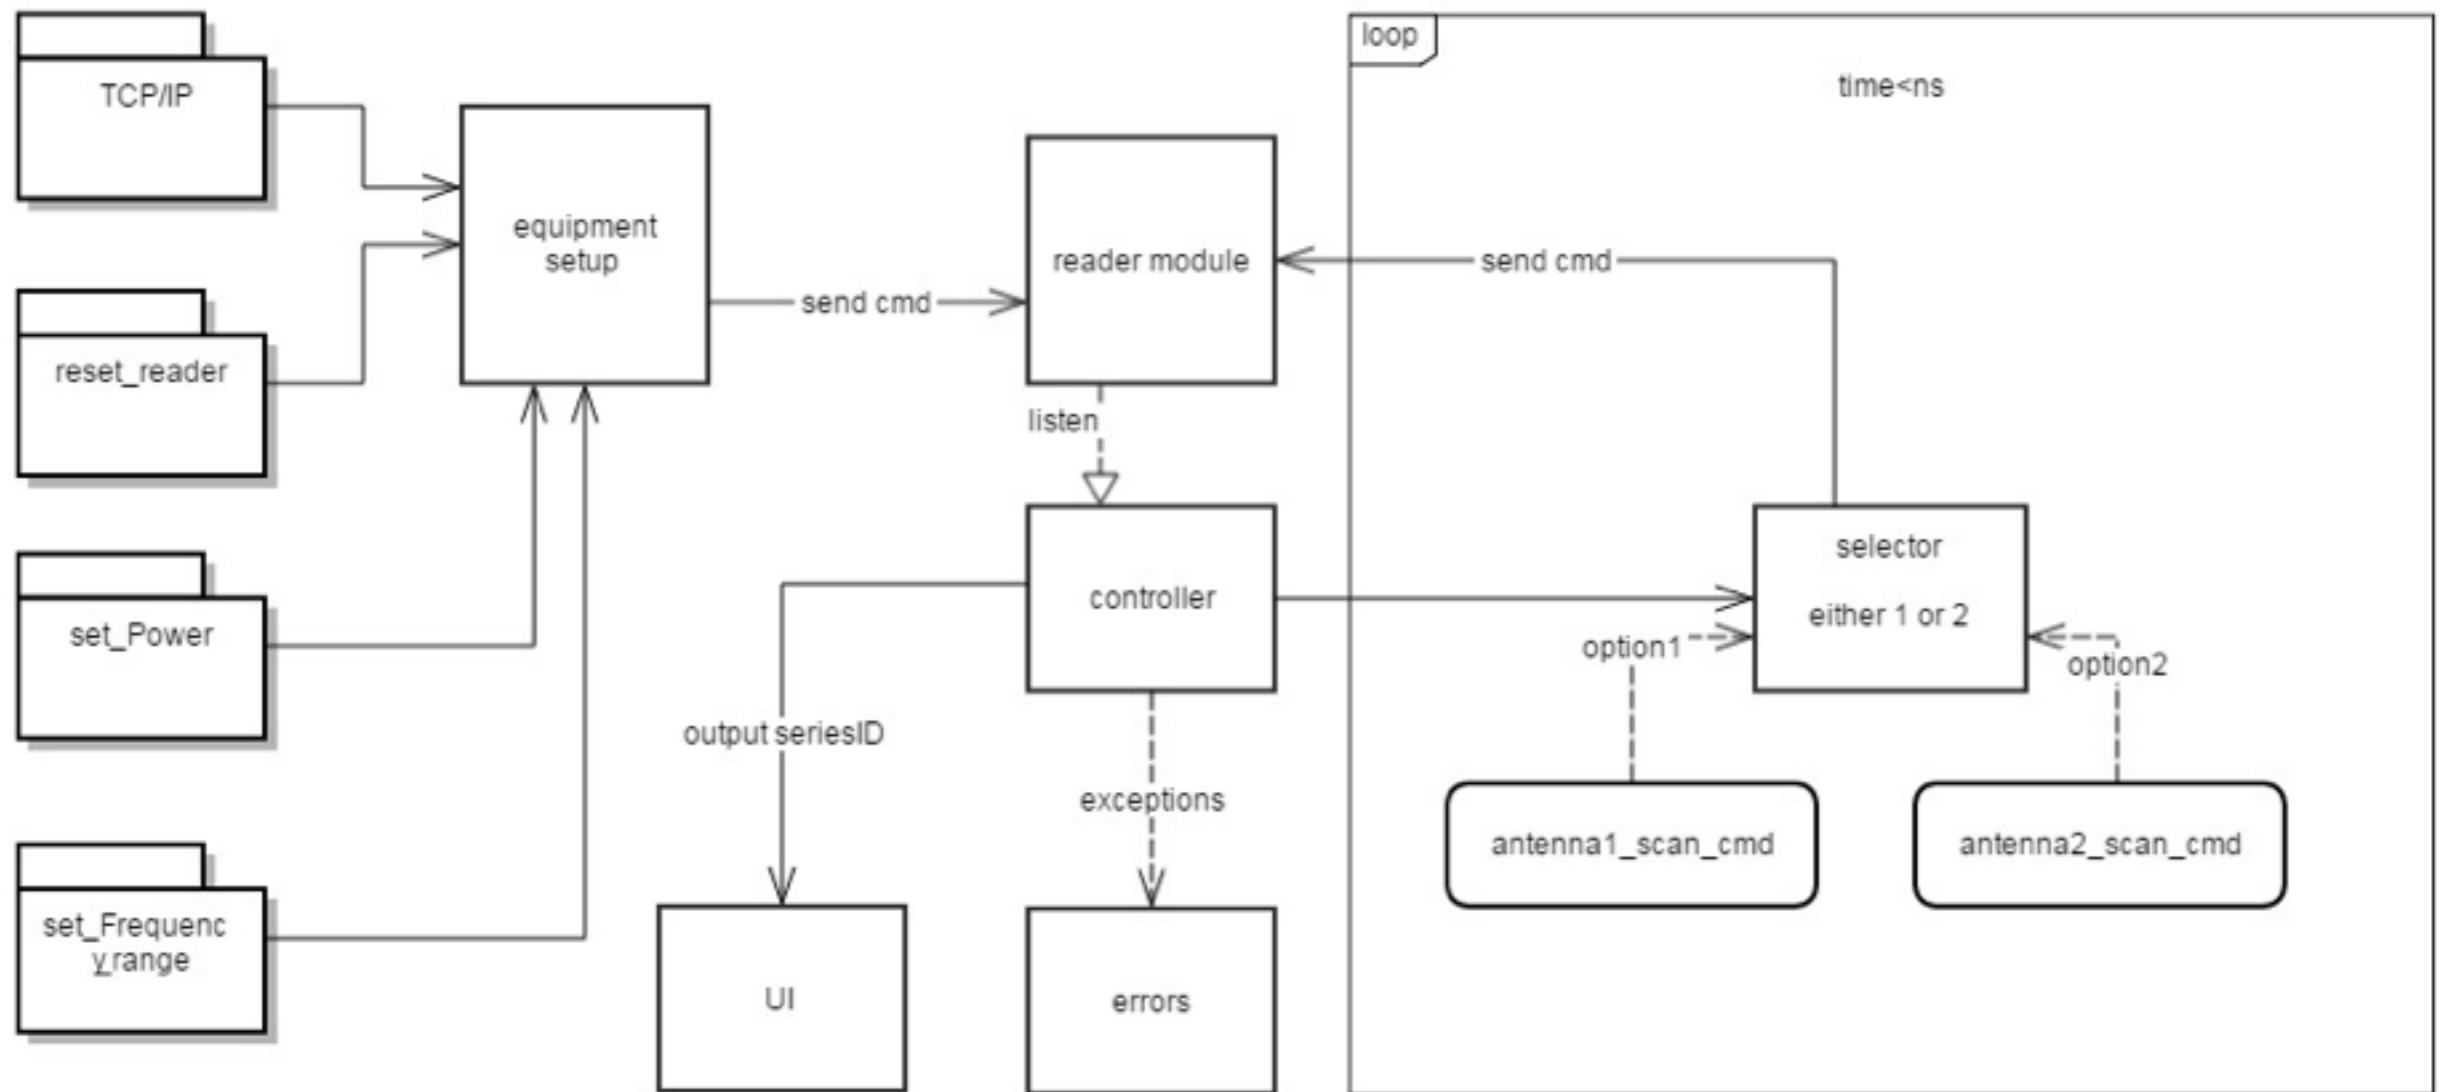 loop
time<ns
TCP/IP
equipment
setup
reader module
send cmd
send cmd
reset_reader
listen
selector
either 1 or 2
controller
set_Power
option1
option2
output seriesID
exceptions
antenna1_scan_cmd
antenna2_scan_cmd
set_Frequenc
y range
UI
errors